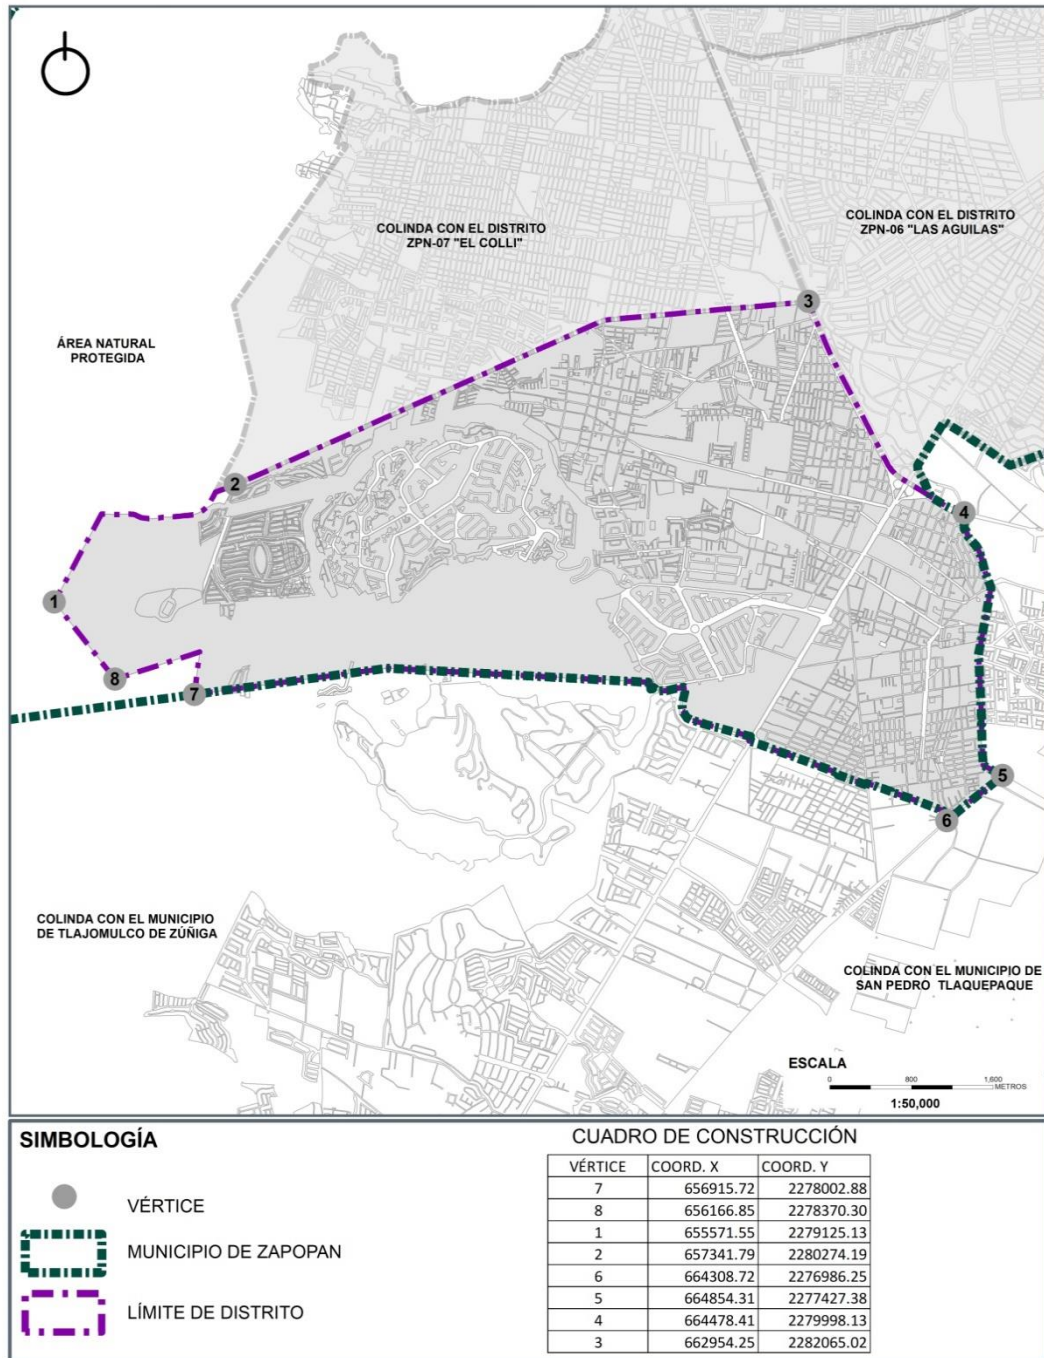 COLINDA CON EL DISTRITO
ZPN-07 "EL COLLI"
COLINDA CON EL DISTRITO
ZPN-06 "LAS AGUILAS"
3
ÁREA NATURAL
PROTEGIDA
2
4
1
8
7
5
6
COLINDA CON EL MUNICIPIO
DE TLAJOMULCO DE ZÚÑIGA
COLINDA CON EL MUNICIPIO DE
SAN PEDRO TLAQUEPAQUE
ESCALA
0 800 1,600
METROS
1:50,000
SIMBOLOGÍA
VÉRTICE
MUNICIPIO DE ZAPOPAN
LÍMITE DE DISTRITO
CUADRO DE CONSTRUCCIÓN
VÉRTICE COORD. X COORD. Y
7 656915.72 2278002.88
8 656166.85 2278370.30
1 655571.55 2279125.13
2 657341.79 2280274.19
6 664308.72 2276986.25
5 664854.31 2277427.38
4 664478.41 2279998.13
3 662954.25 2282065.02